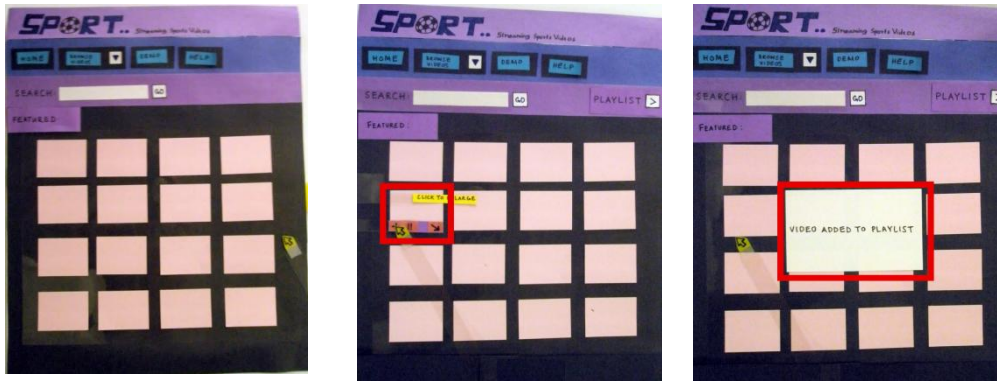 SPORT..
Streaming Sports Videos
HOME
BROWSE VIDEOS
DEMO
HELP
SEARCH:
GO
FEATURED:
SPORT..
Streaming Sports Videos
HOME
BROWSE VIDEOS
DEMO
HELP
SEARCH:
GO
PLAYLIST >
FEATURED:
CLICK TO
LARGE
SPORT..
Streaming Sports Videos
HOME
BROWSE VIDEOS
DEMO
HELP
SEARCH:
GO
PLAYLIST
FEATURED:
VIDEO ADDED TO PLAYLIST